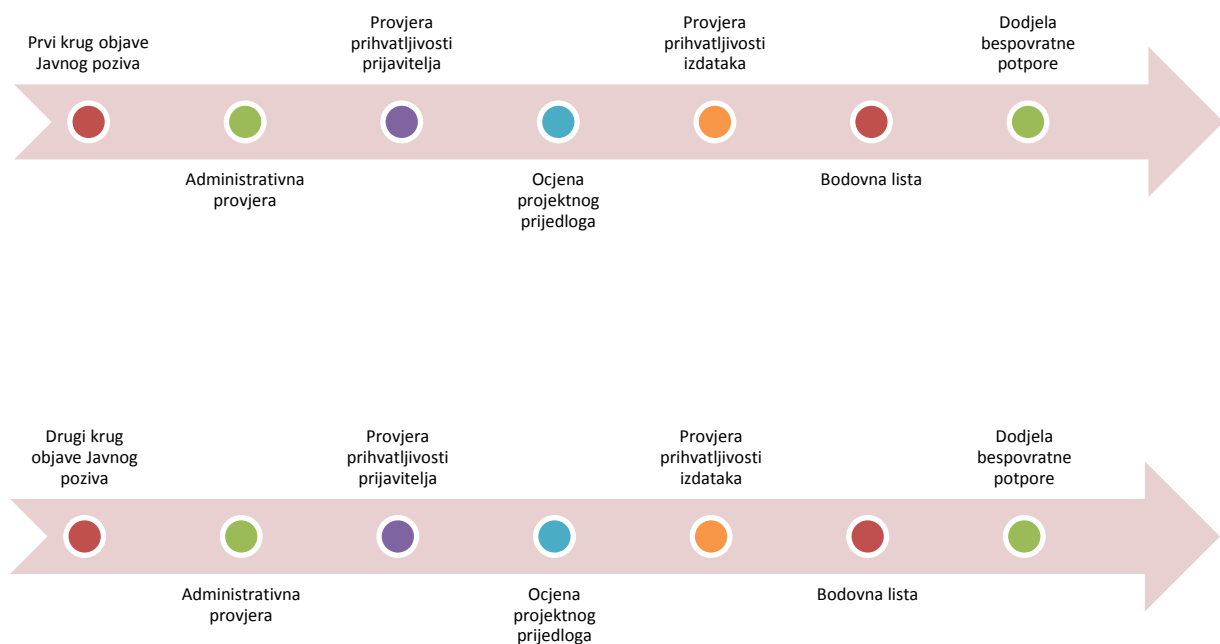 Prvi krug objave
Javnog poziva
Administrativna
provjera
Provjera
prihvatljivosti
prijavitelja
Ocjena
projektnog
prijedloga
Provjera
prihvatljivosti
izdataka
Bodovna lista
Dodjela
bespovratne
potpore
Drugi krug
objave Javnog
poziva
Administrativna
provjera
Provjera
prihvatljivosti
prijavitelja
Ocjena
projektnog
prijedloga
Provjera
prihvatljivosti
izdataka
Bodovna lista
Dodjela
bespovratne
potpore